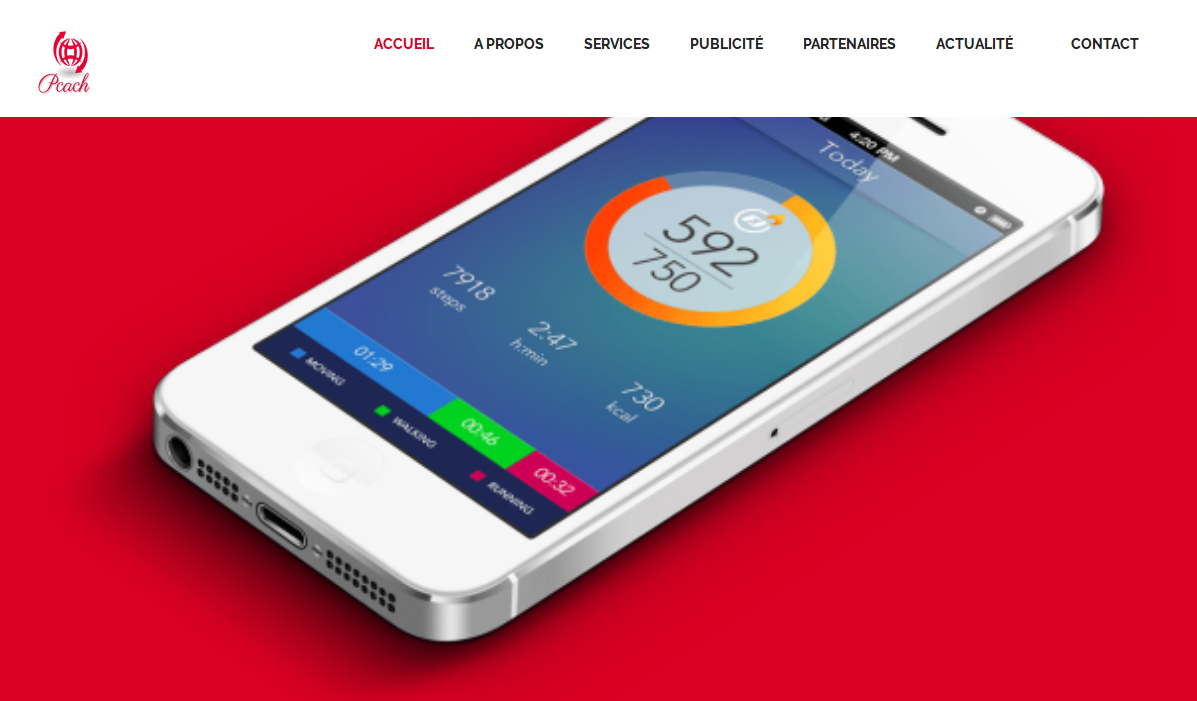 ACCUEIL A PROPOS SERVICES PUBLICITÉ PARTENAIRES ACTUALITÉ CONTACT
Pcach
4:20 PM
Today
592
750
7918
steps
2:47
h:min
730
kcal
01:29
00:46
00:32
MOVING
WALKING
RUNNING